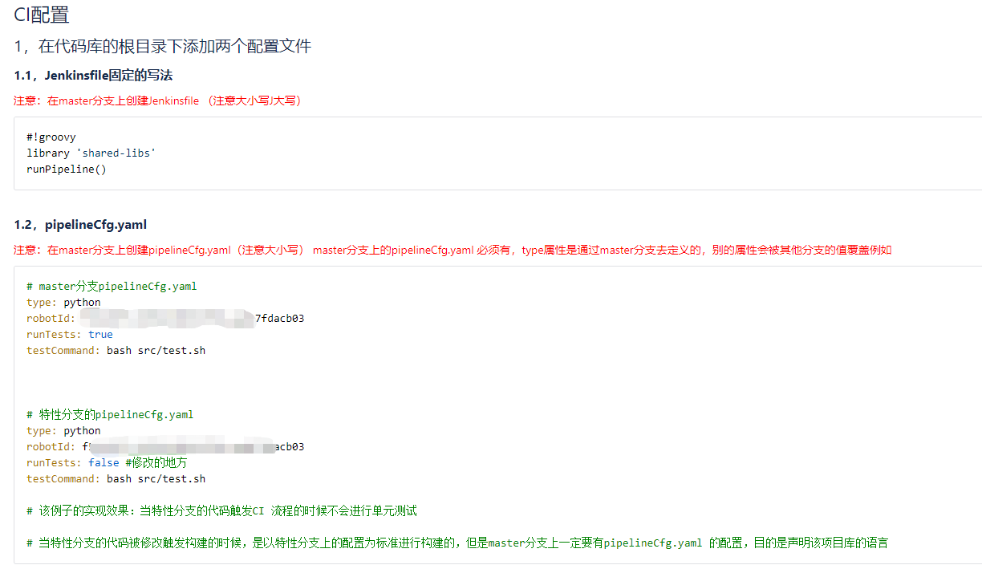 CI配置
1，在代码库的根目录下添加两个配置文件
1.1，Jenkinsfile固定的写法
注意：在master分支上创建Jenkinsfile （注意大小写J大写）
#!groovy
library 'shared-libs'
runPipeline()
1.2，pipelineCfg.yaml
注意：在master分支上创建pipelineCfg.yaml（注意大小写） master分支上的pipelineCfg.yaml 必须有，type属性是通过master分支去定义的，别的属性会被其他分支的值覆盖例如
# master分支pipelineCfg.yaml
type: python
robotId: 7fdacb03
runTests: true
testCommand: bash src/test.sh
# 特性分支的pipelineCfg.yaml
type: python
robotId: acb03
runTests: false #修改的地方
testCommand: bash src/test.sh
# 该例子的实现效果：当特性分支的代码触发CI 流程的时候不会进行单元测试
# 当特性分支的代码被修改触发构建的时候，是以特性分支上的配置为标准进行构建的，但是master分支上一定要有pipelineCfg.yaml 的配置，目的是声明该项目库的语言